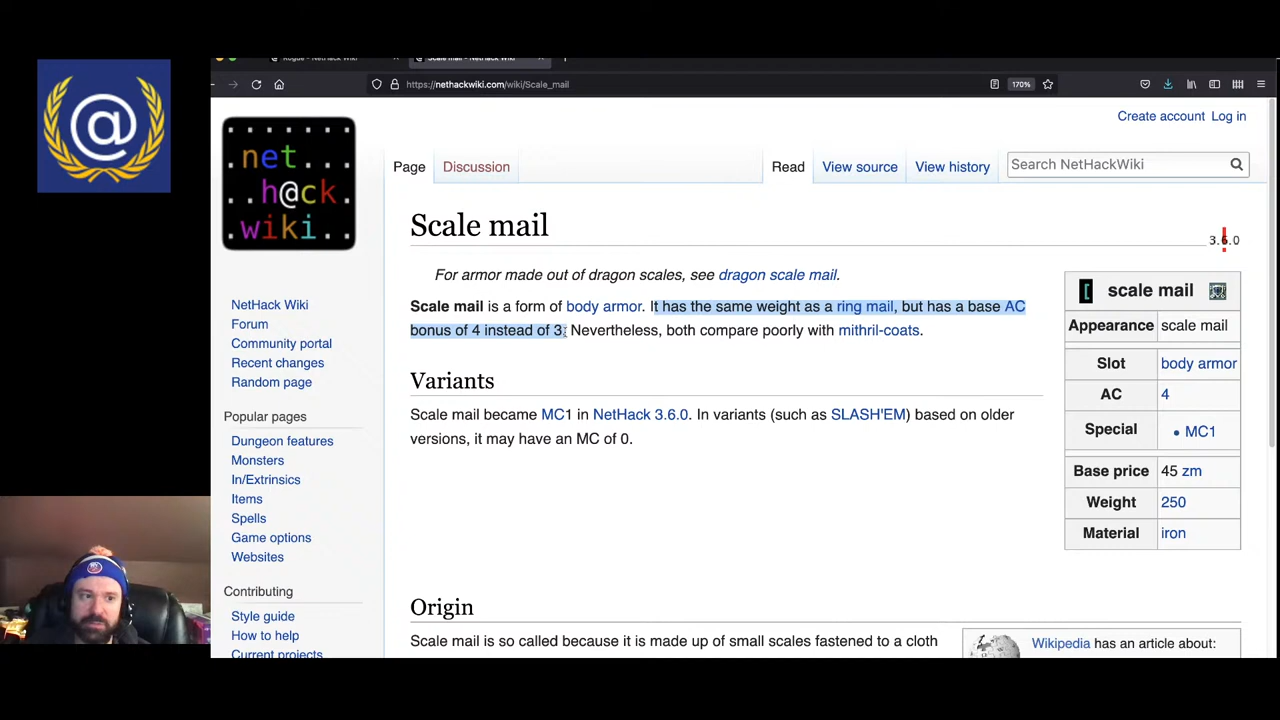 Rogue - NetHack Wiki
Scale mail - NetHack Wiki
https://nethackwiki.com/wiki/Scale_mail
170%
@
. . . . . . .
. net . . .
. . h@ck .
. wiki . .
Create account Log in
Page
Discussion
Read
View source
View history
Search NetHackWiki
Scale mail
3.6.0
For armor made out of dragon scales, see dragon scale mail.
Scale mail is a form of body armor. It has the same weight as a ring mail, but has a base AC
bonus of 4 instead of 3. Nevertheless, both compare poorly with mithril-coats.
Variants
Scale mail became MC1 in NetHack 3.6.0. In variants (such as SLASH'EM) based on older
versions, it may have an MC of 0.
Origin
Scale mail is so called because it is made up of small scales fastened to a cloth
[ scale mail
Appearance scale mail
Slot body armor
AC 4
Special • MC1
Base price 45 zm
Weight 250
Material iron
Wikipedia has an article about:
NetHack Wiki
Forum
Community portal
Recent changes
Random page
Popular pages
Dungeon features
Monsters
In/Extrinsics
Items
Spells
Game options
Websites
Contributing
Style guide
How to help
Current projects